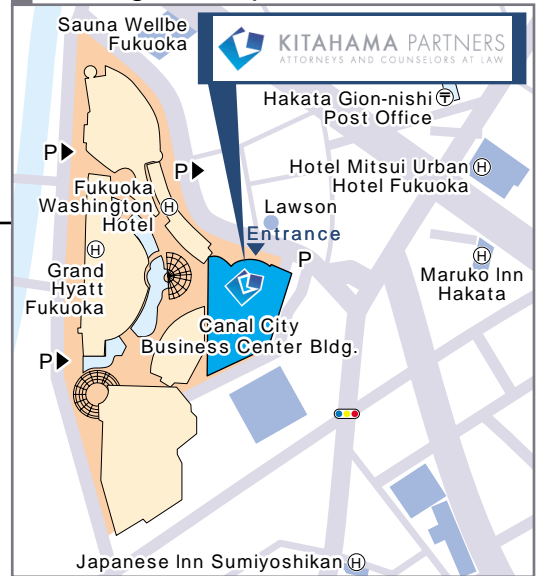 Sauna Wellbe
Fukuoka
KITAHAMA PARTNERS
ATTORNEYS AND COUNSELORS AT LAW
Hakata Gion-nishi 〶
Post Office
P
P
Hotel Mitsui Urban Ⓗ
Hotel Fukuoka
Fukuoka
Washington Ⓗ
Hotel
Lawson
Entrance
P
Ⓗ
Grand
Hyatt
Fukuoka
Ⓗ
Maruko Inn
Hakata
Canal City
Business Center Bldg.
P
Japanese Inn Sumiyoshikan Ⓗ